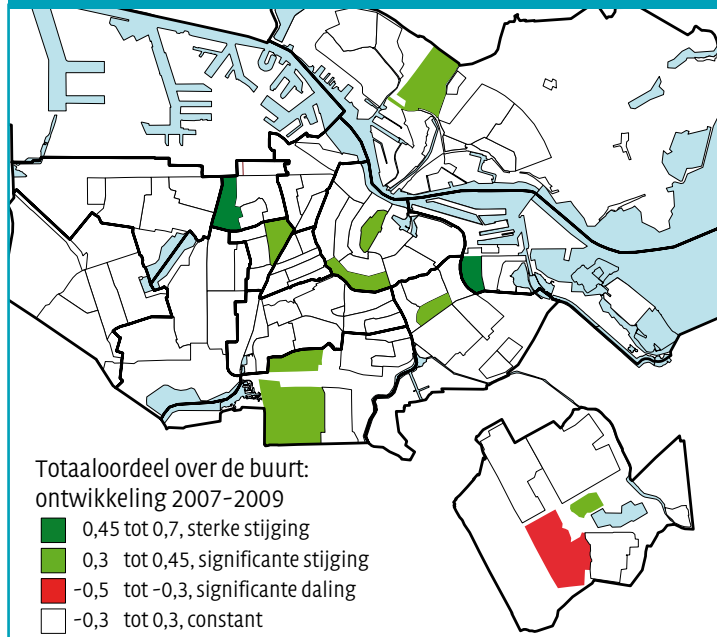 Totaaloordeel over de buurt:
ontwikkeling 2007-2009
0,45 tot 0,7, sterke stijging
0,3 tot 0,45, significante stijging
-0,5 tot -0,3, significante daling
-0,3 tot 0,3, constant